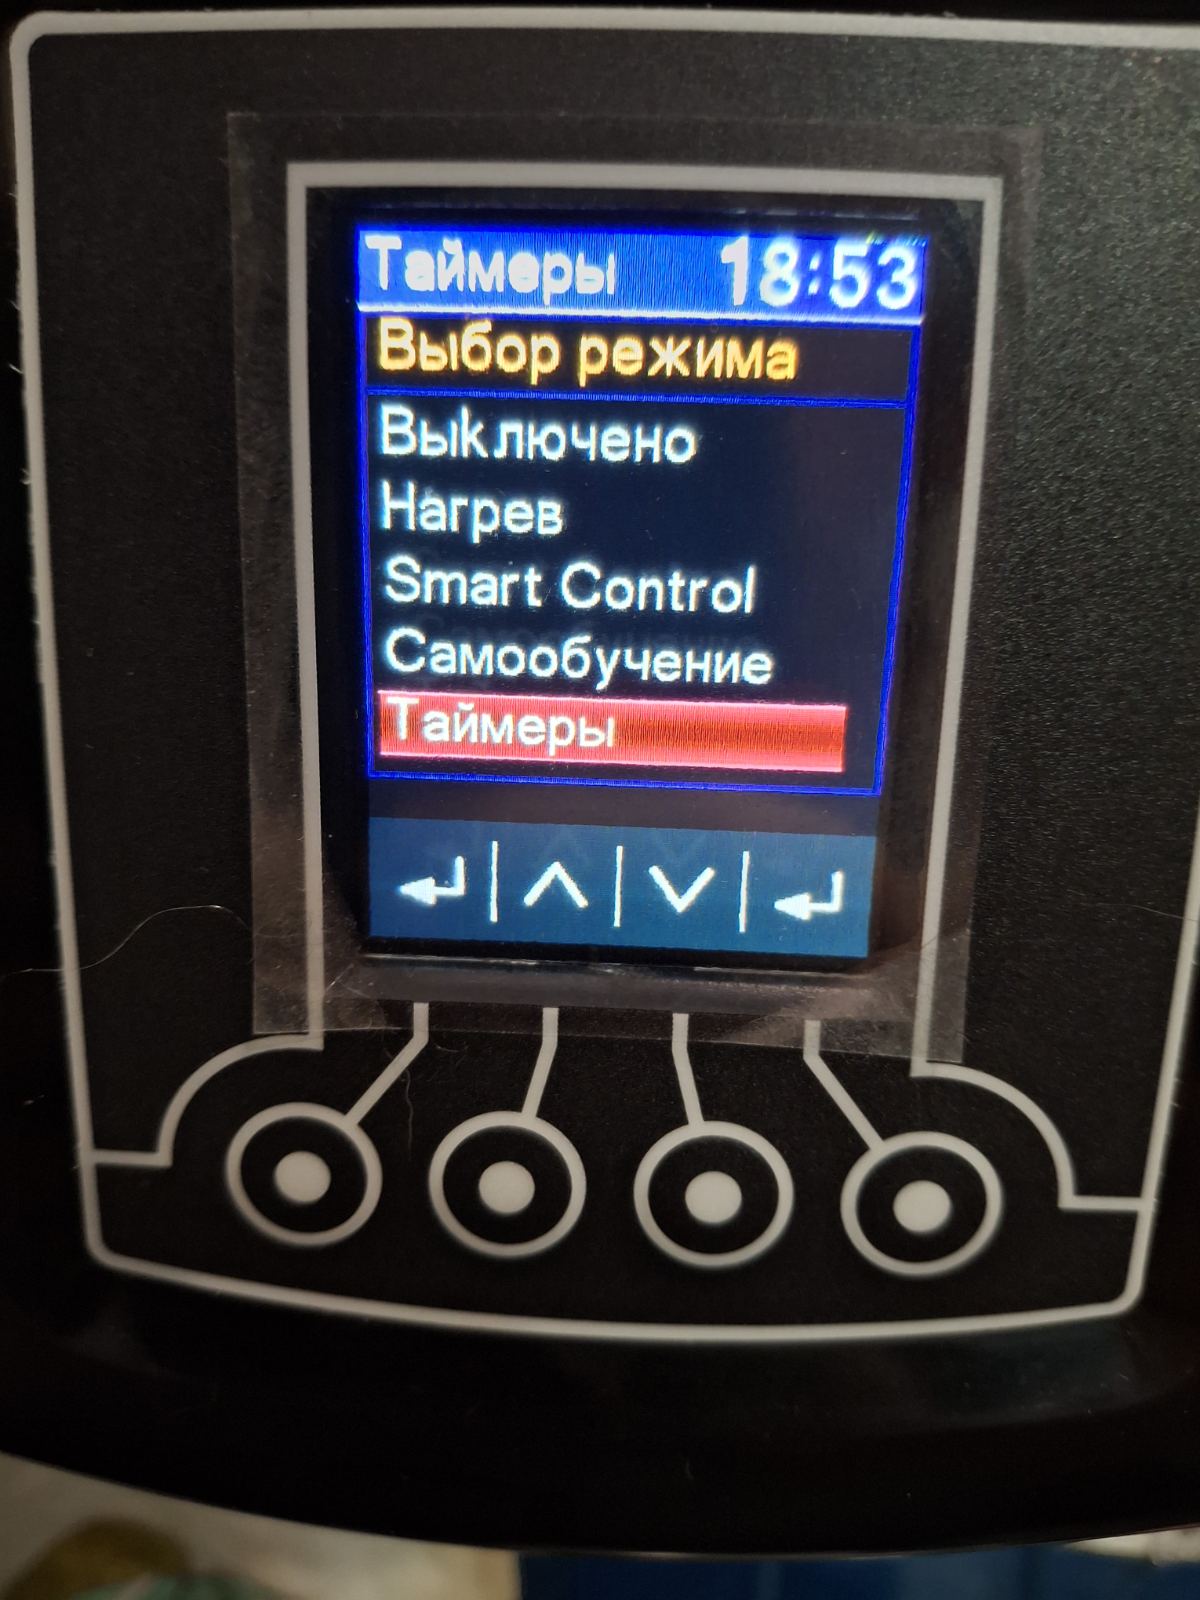 Таймеры 18:53
Выбор режима
Выключено
Нагрев
Smart Control
Самообучение
Таймеры